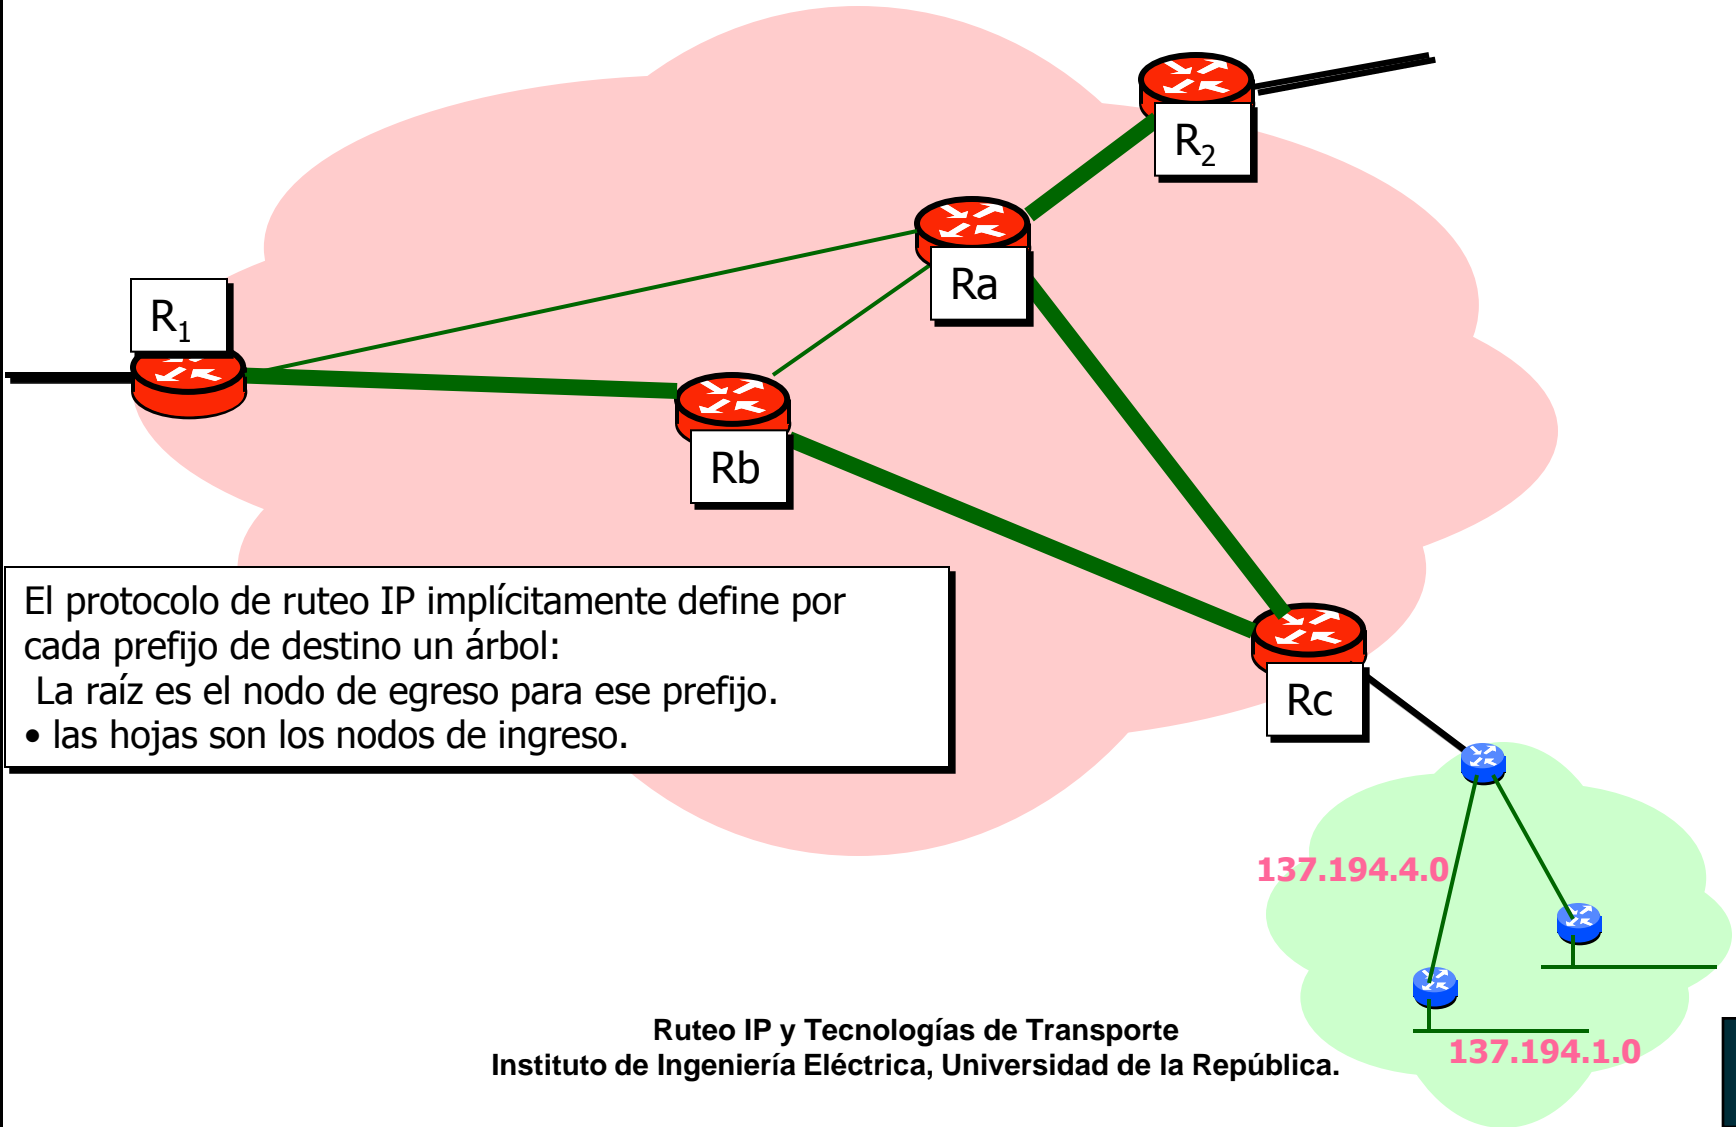 R2
Ra
R1
Rb
El protocolo de ruteo IP implícitamente define por
cada prefijo de destino un árbol:
La raíz es el nodo de egreso para ese prefijo.
• las hojas son los nodos de ingreso.
Rc
137.194.4.0
137.194.1.0
Ruteo IP y Tecnologías de Transporte
Instituto de Ingeniería Eléctrica, Universidad de la República.